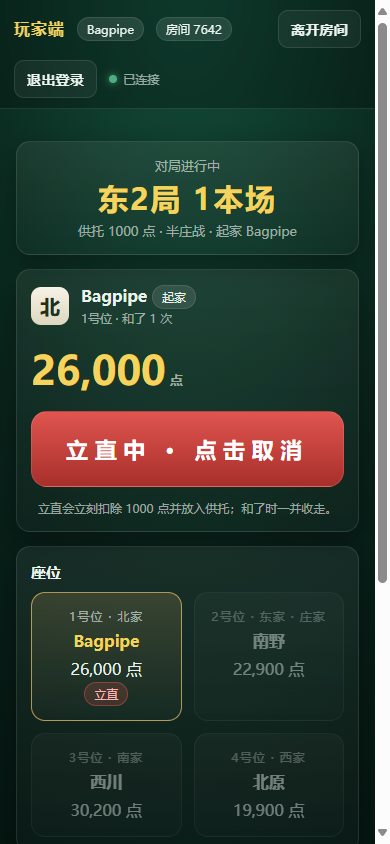 玩家端 Bagpipe 房间 7642 离开房间
退出登录 已连接
对局进行中
东2局 1本场
供托 1000 点 · 半庄战 · 起家 Bagpipe
北 Bagpipe 起家
1号位 · 和了 1 次
26,000 点
立直中 · 点击取消
立直会立刻扣除 1000 点并放入供托；和了时一并收走。
座位
1号位 · 北家
Bagpipe
26,000 点
立直
2号位 · 东家 · 庄家
南野
22,900 点
3号位 · 南家
西川
30,200 点
4号位 · 西家
北原
19,900 点